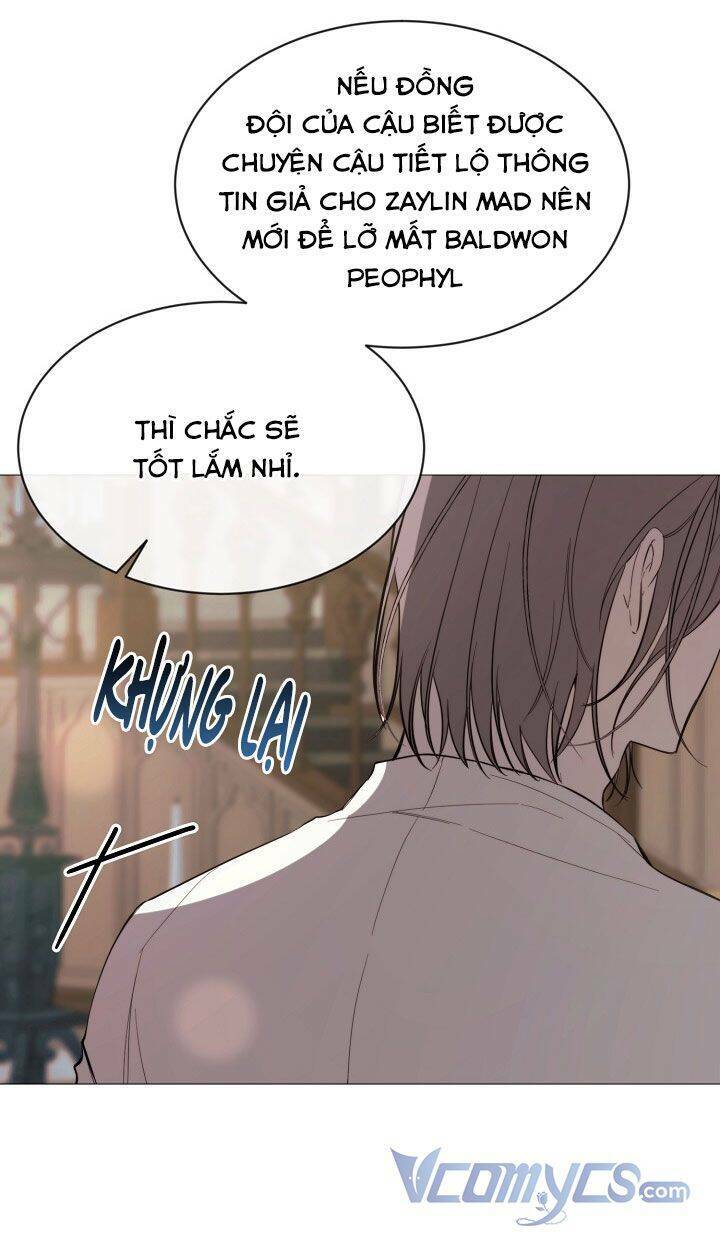 NẾU ĐỒNG
ĐỘI CỦA CẬU BIẾT ĐƯỢC
CHUYỆN CẬU TIẾT LỘ THÔNG
TIN GIẢ CHO ZAYLIN MAD NÊN
MỚI ĐỂ LỠ MẤT BALDWON
PEOPHYL
THÌ CHẮC SẼ
TỐT LẮM NHỈ.
KHỰNG LẠI
VCOMYCS.com